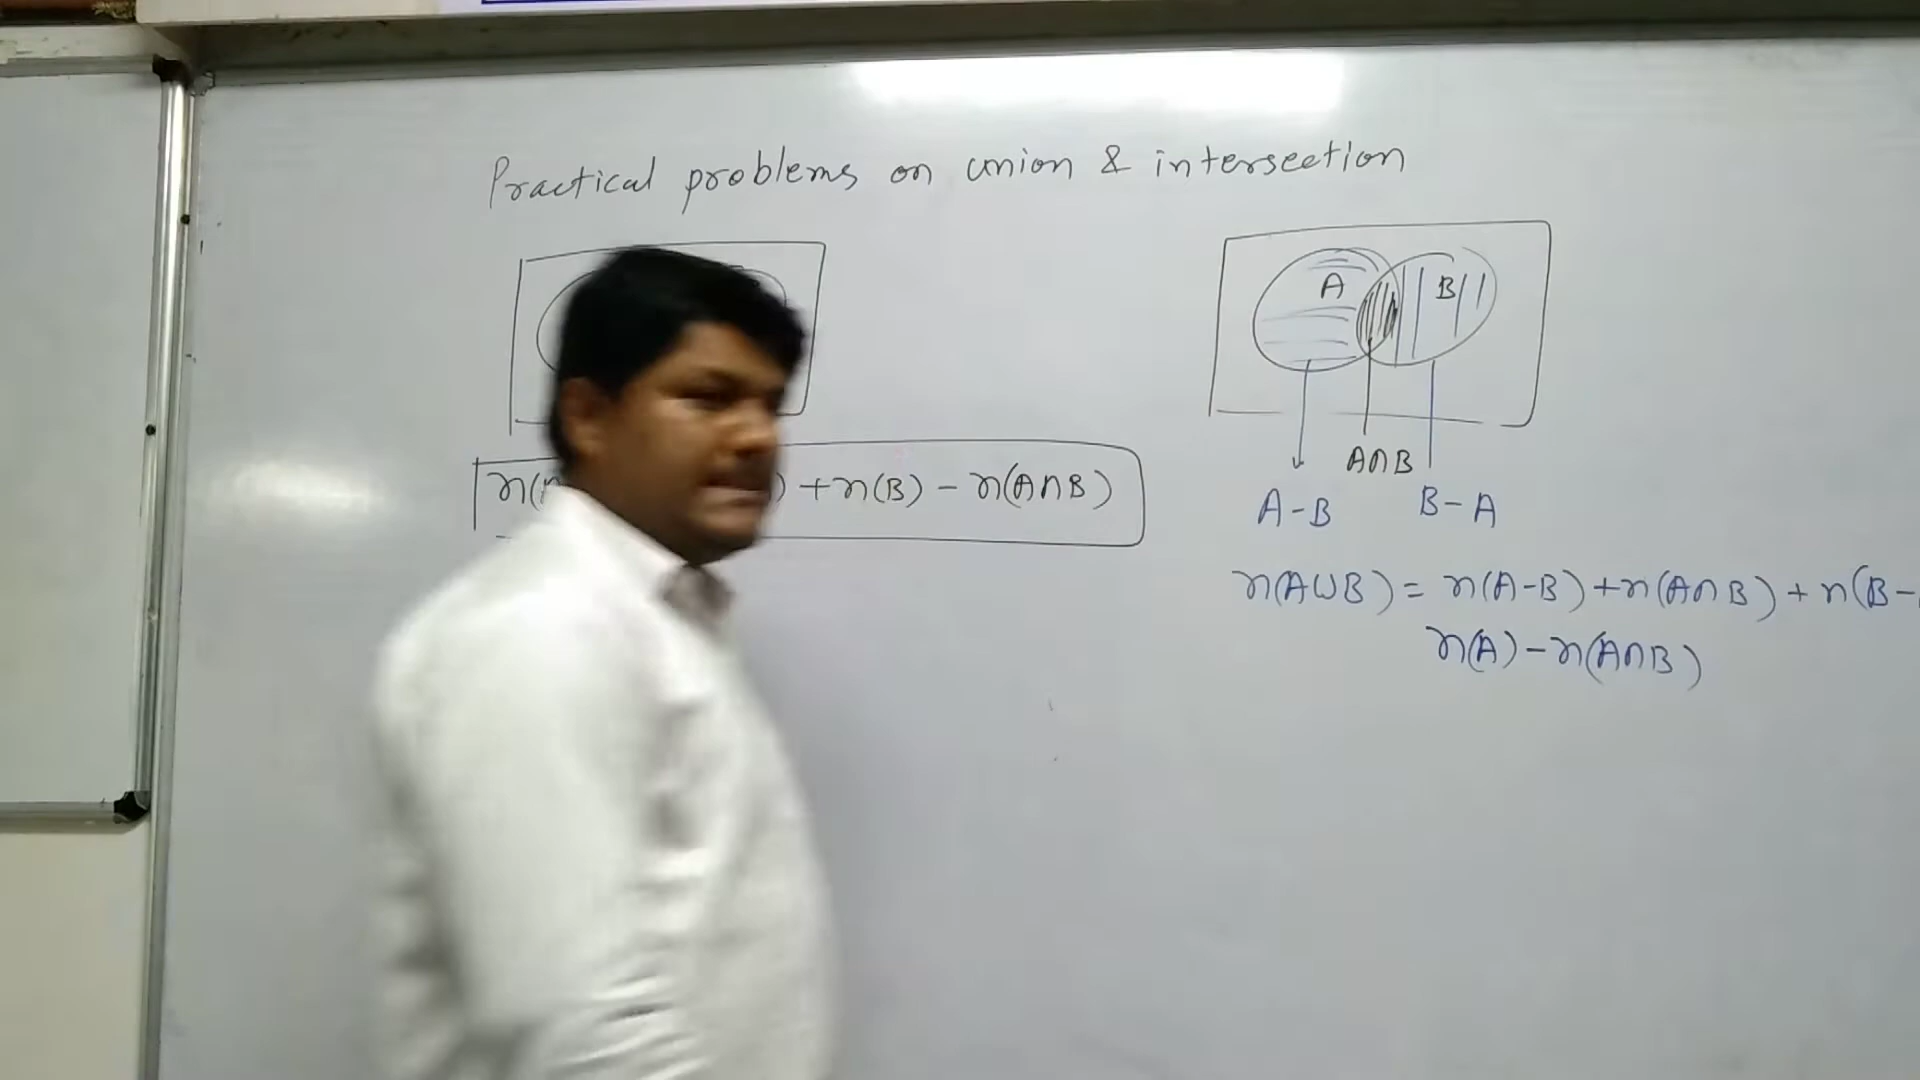 Practical problems on union & intersection
A B
A∩B
A-B B-A
n( ) +n(B) - n(A∩B)
n(A∪B) = n(A-B) + n(A∩B) + n(B-
n(A) - n(A∩B)